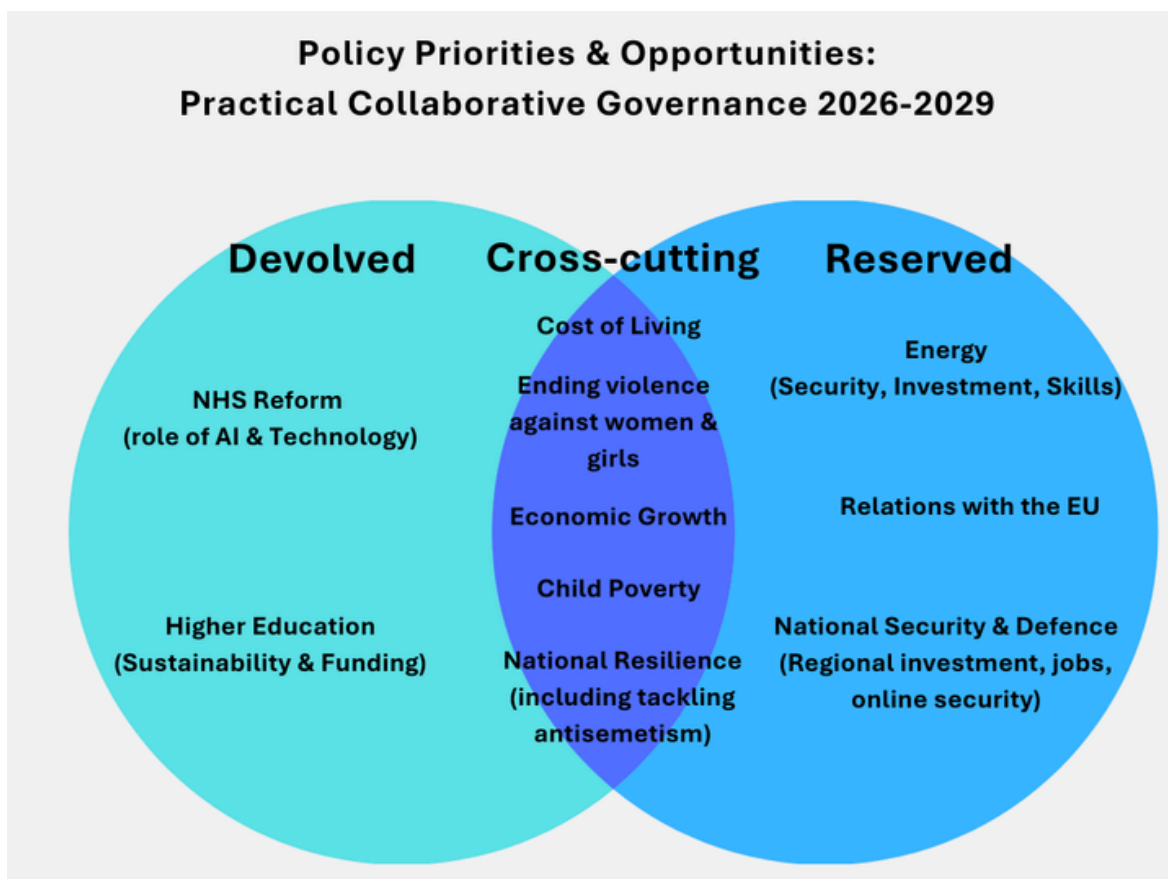 Policy Priorities & Opportunities:
Practical Collaborative Governance 2026-2029
Devolved
NHS Reform
(role of AI & Technology)
Higher Education
(Sustainability & Funding)
Cross-cutting
Cost of Living
Ending violence
against women &
girls
Economic Growth
Child Poverty
National Resilience
(including tackling
antisemetism)
Reserved
Energy
(Security, Investment, Skills)
Relations with the EU
National Security & Defence
(Regional investment, jobs,
online security)